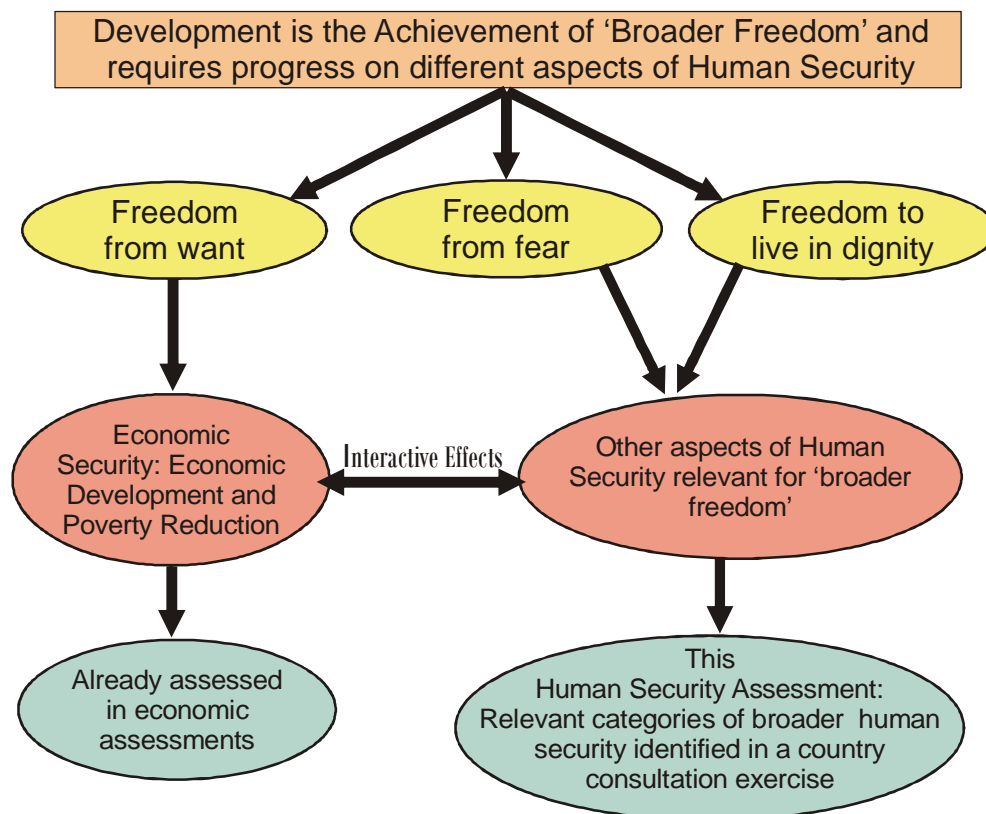 Development is the Achievement of ‘Broader Freedom’ and
requires progress on different aspects of Human Security
Freedom
from want
Freedom
from fear
Freedom to
live in dignity
Economic
Security: Economic
Development and
Poverty Reduction
Interactive Effects
Other aspects of Human
Security relevant for ‘broader
freedom’
Already assessed
in economic
assessments
This
Human Security Assessment:
Relevant categories of broader human
security identified in a country
consultation exercise